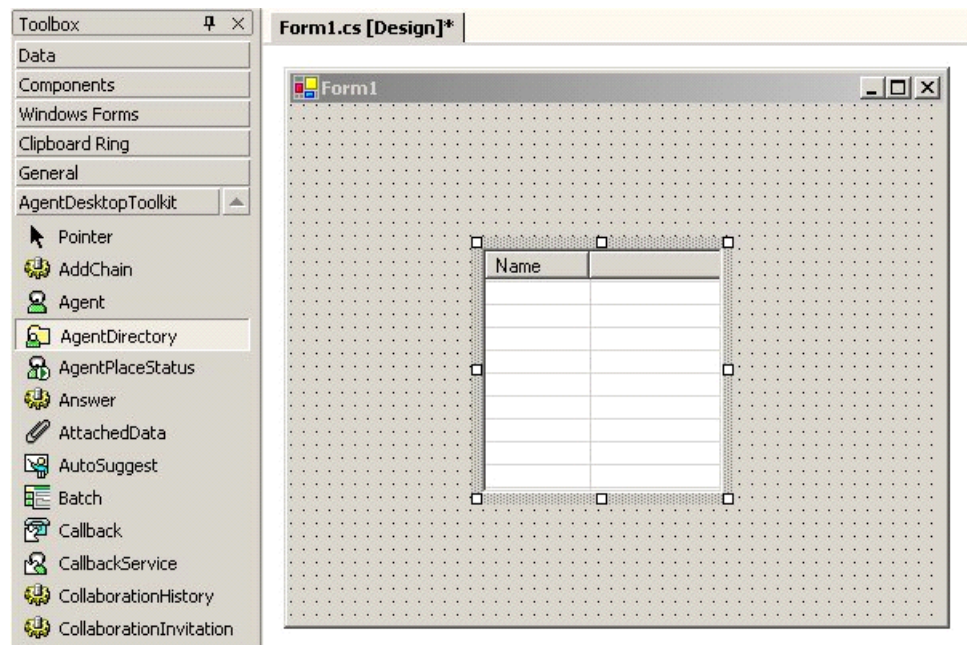 Toolbox
Data
Components
Windows Forms
Clipboard Ring
General
AgentDesktopToolkit
Pointer
AddChain
Agent
AgentDirectory
AgentPlaceStatus
Answer
AttachedData
AutoSuggest
Batch
Callback
CallbackService
CollaborationHistory
CollaborationInvitation
Form1.cs [Design]*
Form1
Name